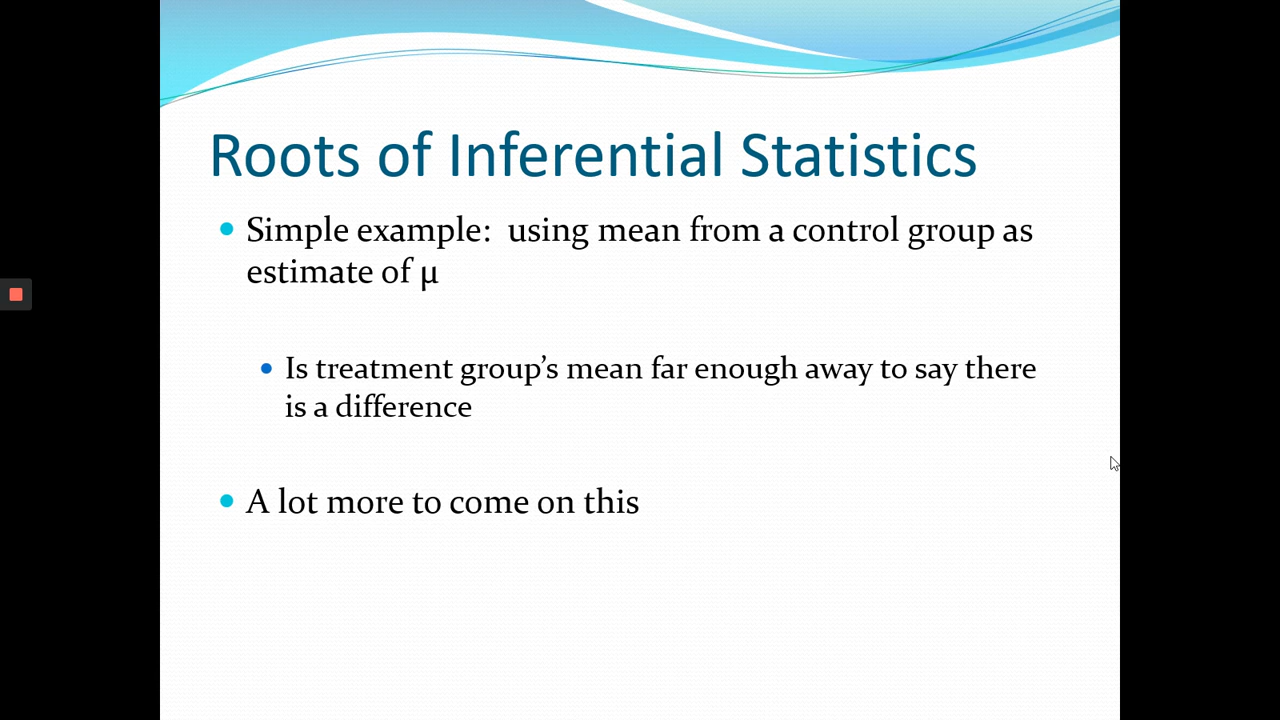 Roots of Inferential Statistics
Simple example:  using mean from a control group as
estimate of μ
Is treatment group’s mean far enough away to say there
is a difference
A lot more to come on this